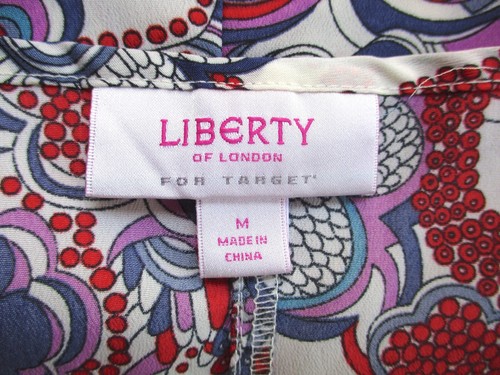 LIBERTY
OF LONDON
FOR TARGET
M
MADE IN
CHINA